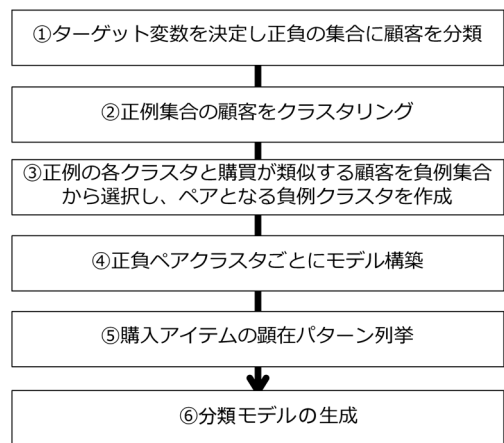 ①ターゲット変数を決定し正負の集合に顧客を分類
②正例集合の顧客をクラスタリング
③正例の各クラスタと購買が類似する顧客を負例集合
から選択し、ペアとなる負例クラスタを作成
④正負ペアクラスタごとにモデル構築
⑤購入アイテムの顕在パターン列挙
⑥分類モデルの生成